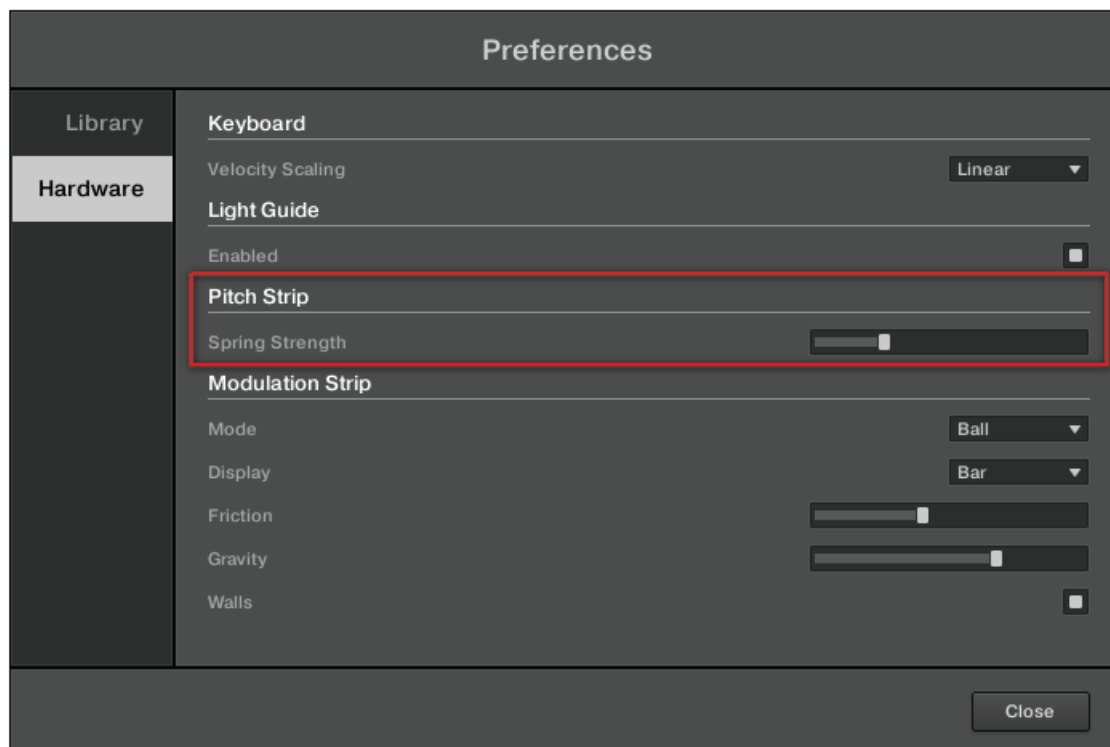 Preferences
Library
Hardware
Keyboard
Velocity Scaling Linear
Light Guide
Enabled
Pitch Strip
Spring Strength
Modulation Strip
Mode Ball
Display Bar
Friction
Gravity
Walls
Close